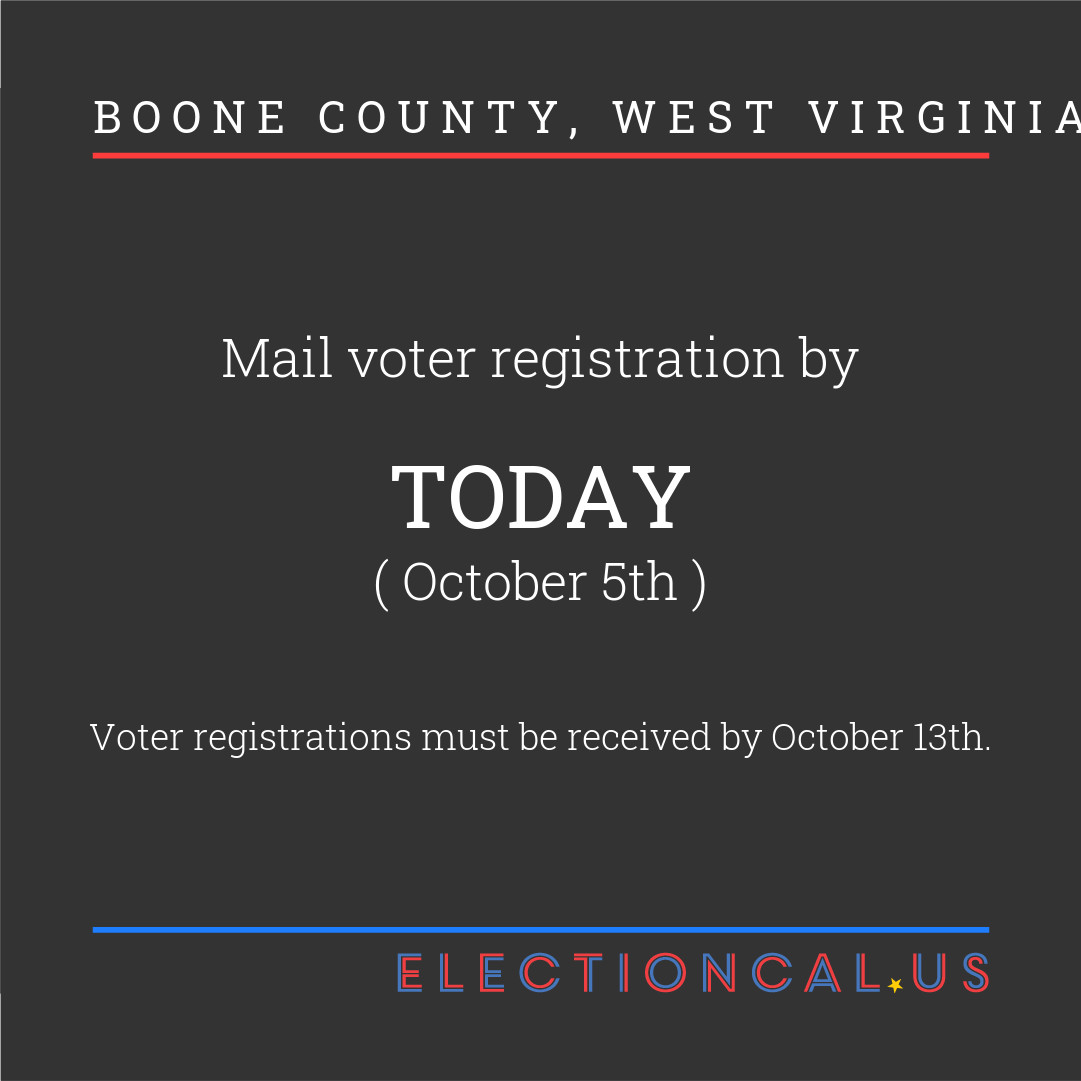 BOONE COUNTY, WEST VIRGINIA
Mail voter registration by
TODAY
( October 5th )
Voter registrations must be received by October 13th.
ELECTIONCAL.US